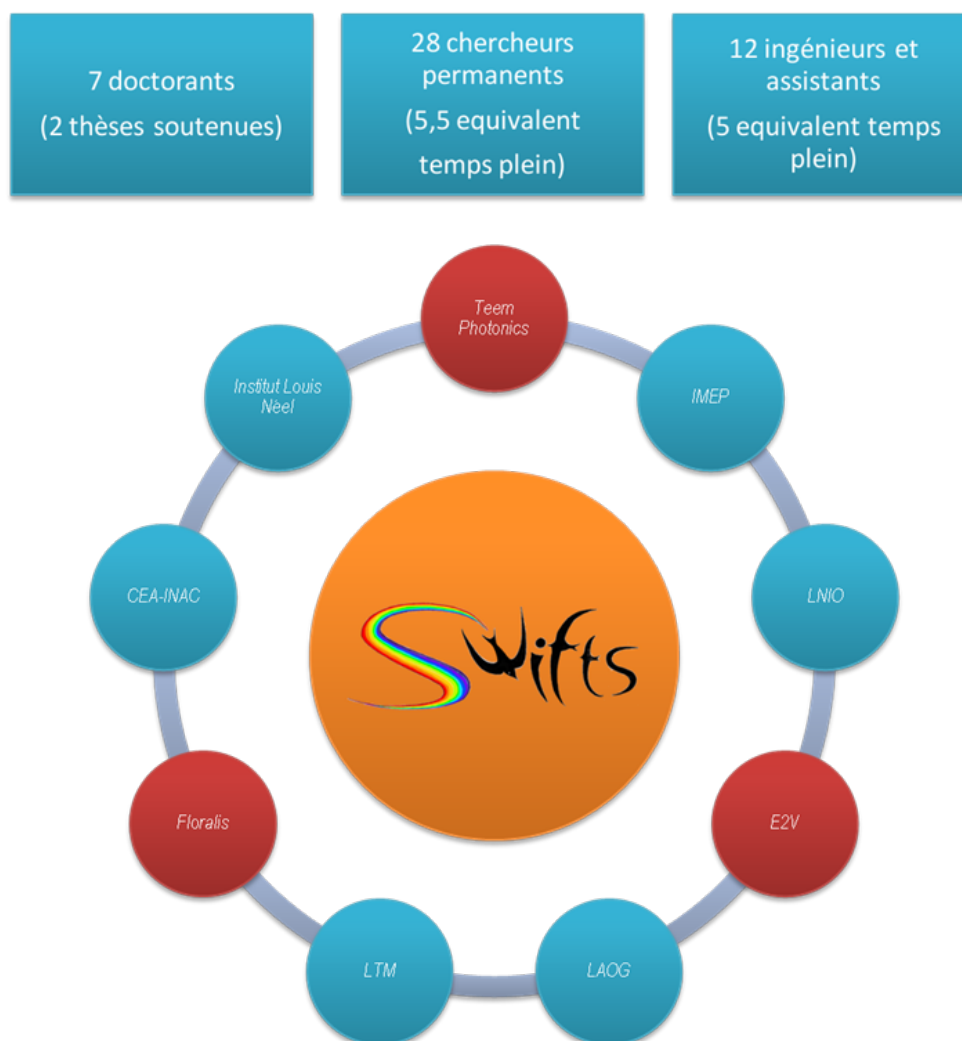 7 doctorants
(2 thèses soutenues)
28 chercheurs
permanents
(5,5 equivalent
temps plein)
12 ingénieurs et
assistants
(5 equivalent temps
plein)
Teem
Photonics
Institut Louis
Néel
IMEP
CEA-INAC
LNIO
Swifts
Floralis
E2V
LTM
LAOG